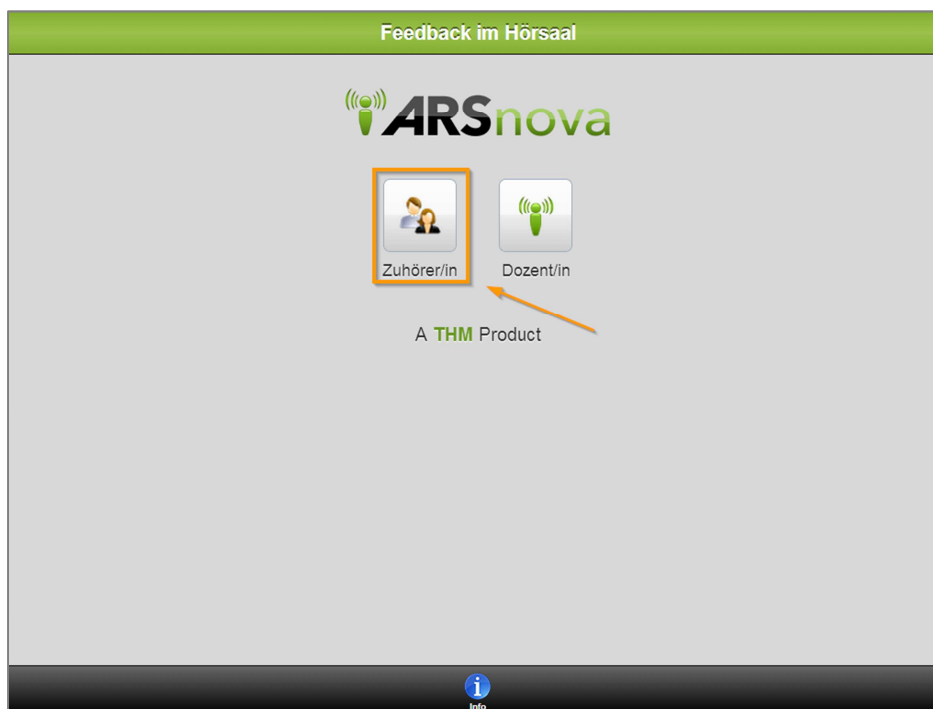 Feedback im Hörsaal
ARSnova
Zuhörer/in
Dozent/in
A THM Product
Info